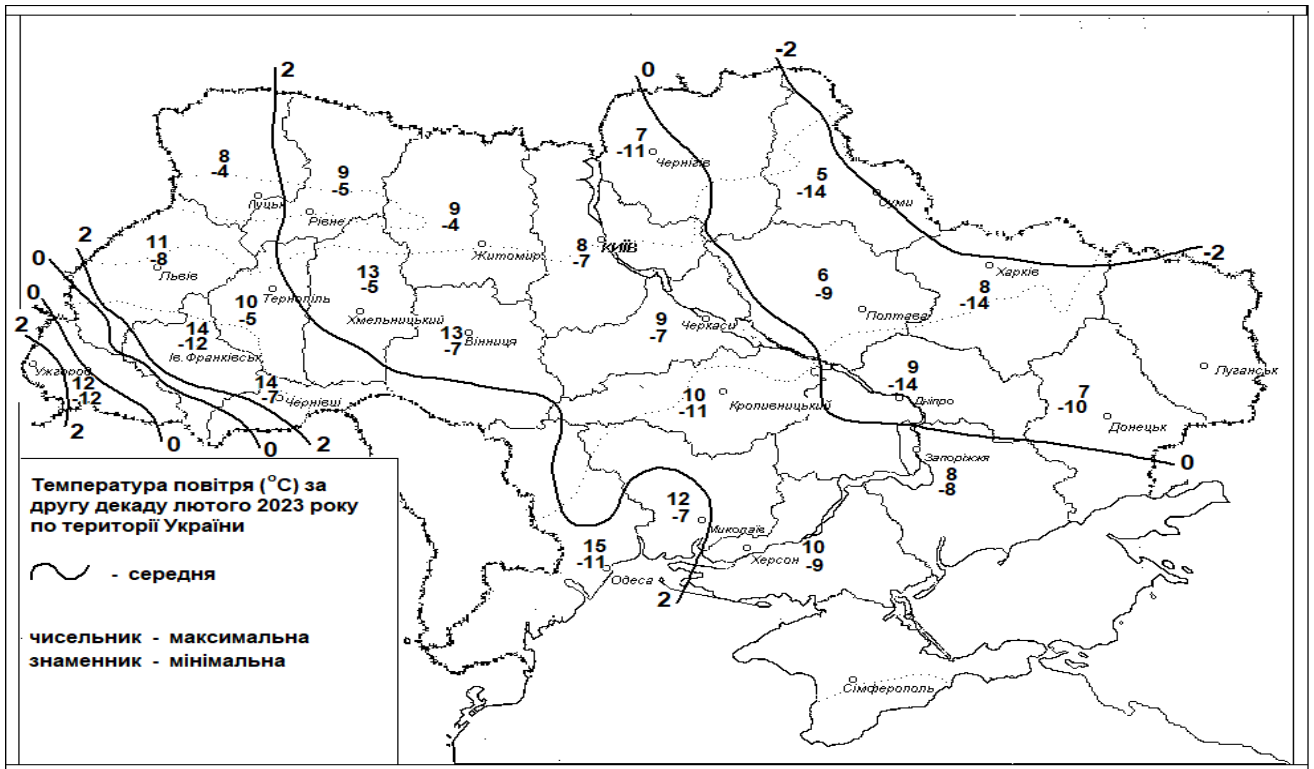 -2
0
2
7
-11
Чернігів
8
-4
Луцьк
9
-5
Рівне
5
-14
Суми
9
-4
Житомир
8
-7
КИЇВ
2
0
11
-8
Львів
-2
Харків
8
-14
13
-5
Хмельницький
10
-5
Тернопіль
6
-9
Полтава
0
2
14
-12
Ів. Франківськ
13
-7
Вінниця
9
-7
Черкаси
Ужгород
12
-12
14
-7
Чернівці
10
-11
Кропивницький
9
-14
Дніпро
7
-10
Донецьк
Луганськ
2
0
0
2
0
Запоріжжя
8
-8
Температура повітря (°С) за
другу декаду лютого 2023 року
по території України
- середня
чисельник - максимальна
знаменник - мінімальна
12
-7
Миколаїв
15
-11
Одеса
10
-9
Херсон
2
Сімферополь